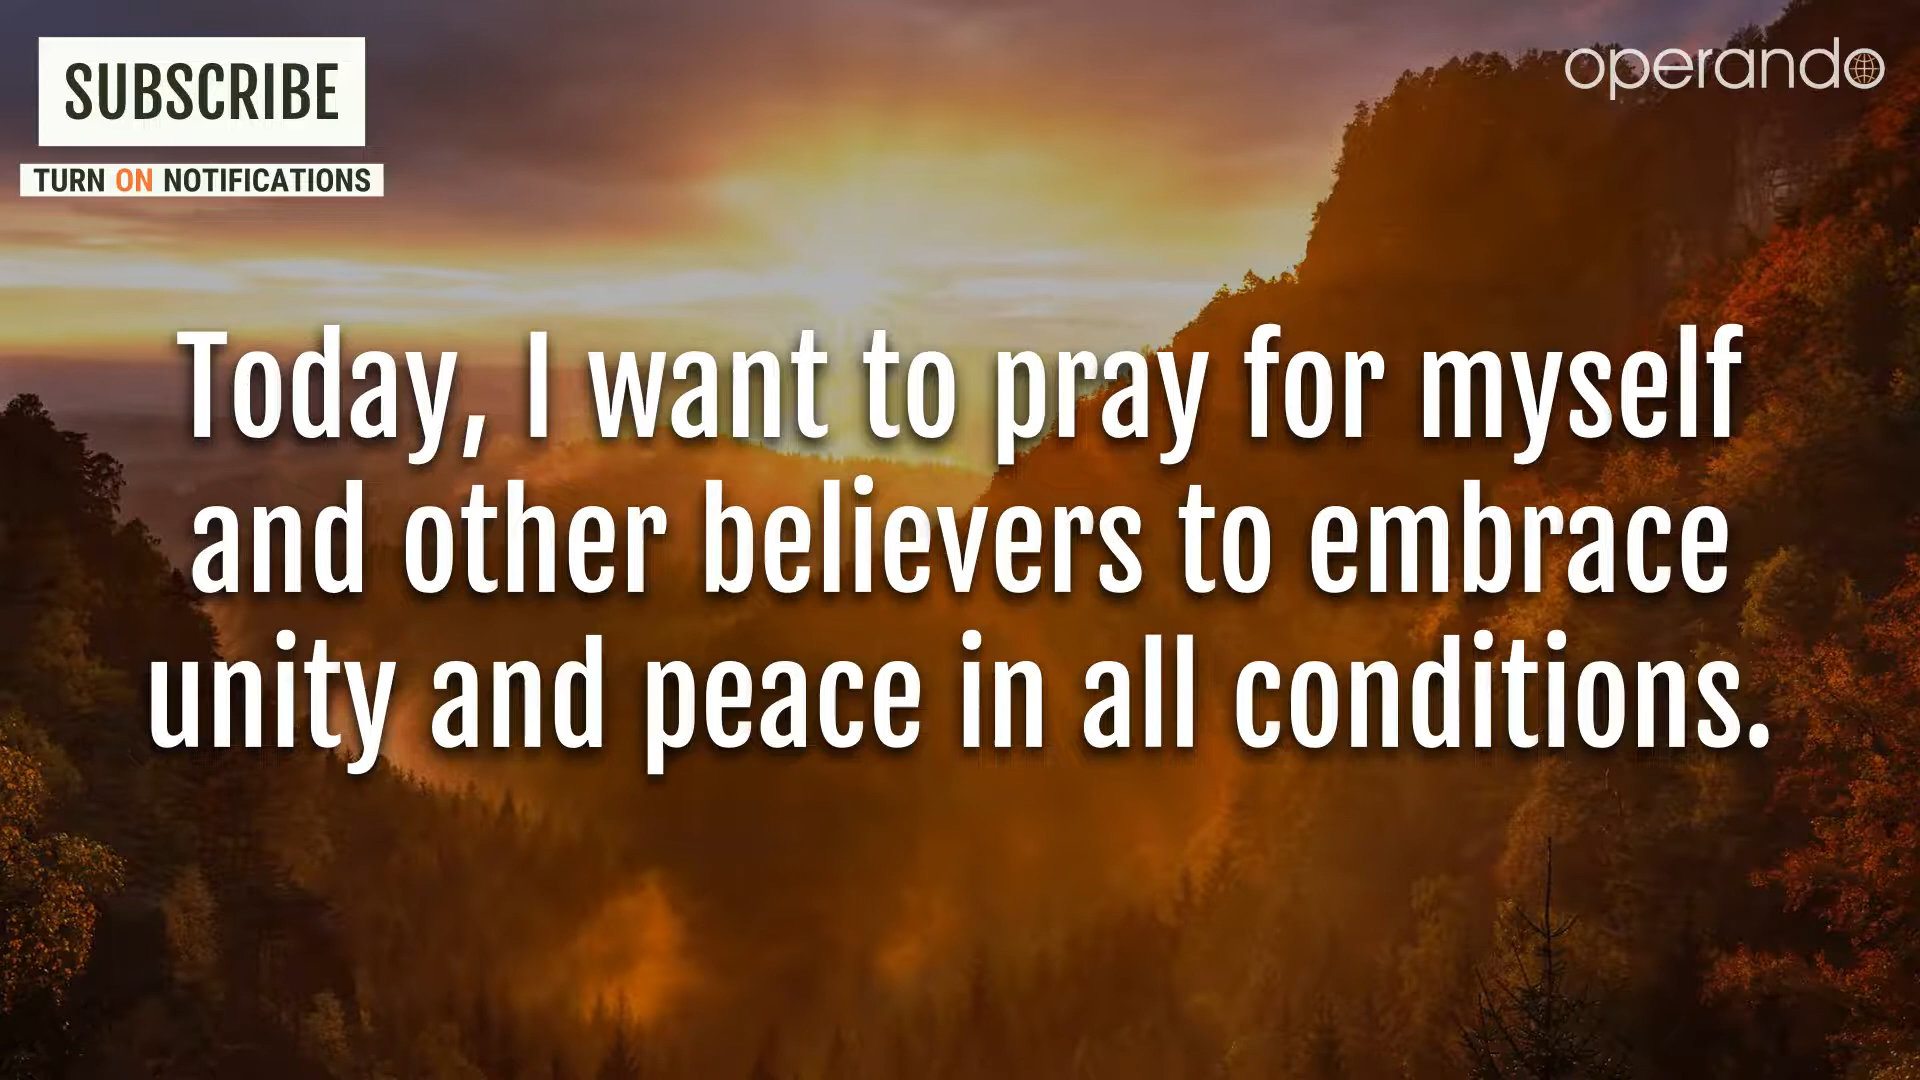 SUBSCRIBE
operando
TURN ON NOTIFICATIONS
Today, I want to pray for myself
and other believers to embrace
unity and peace in all conditions.